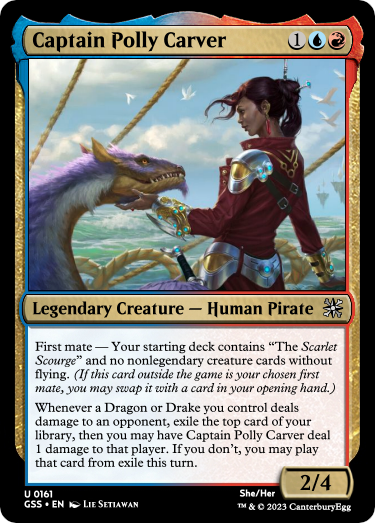 Captain Polly Carver 1
Legendary Creature — Human Pirate
First mate — Your starting deck contains “The Scarlet
Scourge” and no nonlegendary creature cards without
flying. (If this card outside the game is your chosen first
mate, you may swap it with a card in your opening hand.)
Whenever a Dragon or Drake you control deals
damage to an opponent, exile the top card of your
library, then you may have Captain Polly Carver deal
1 damage to that player. If you don’t, you may play
that card from exile this turn.
2/4
U 0161
GSS • EN Lie Setiawan
She/Her
™ & © 2023 CanterburyEgg